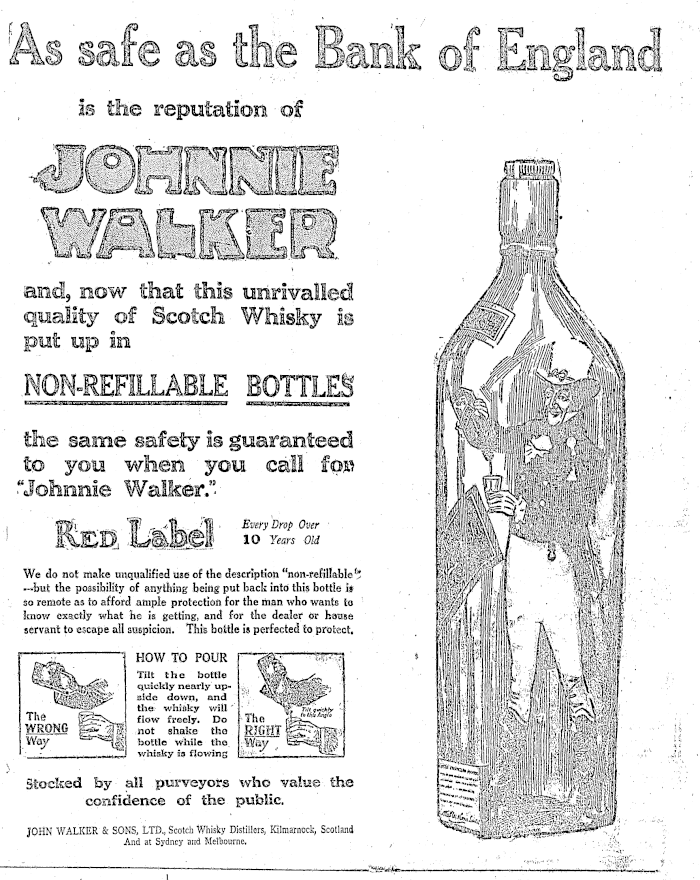 As safe as the Bank of England
is the reputation of
JOHNNIE
WALKER
and, now that this unrivalled
quality of Scotch Whisky is
put up in
NON-REFILLABLE BOTTLES
the same safety is guaranteed
to you when you call for
"Johnnie Walker."
RED Label
Every Drop Over
10 Years Old
We do not make unqualified use of the description "non-refillable"
--but the possibility of anything being put back into this bottle is
so remote as to afford ample protection for the man who wants to
know exactly what he is getting, and for the dealer or house
servant to escape all suspicion. This bottle is perfected to protect.
The
WRONG
Way
HOW TO POUR
Tilt the bottle
quickly nearly up-
side down, and
the whisky will
flow freely. Do
not shake the
bottle while the
whisky is flowing
Tilt quickly
to this Angle
The
RIGHT
Way
Stocked by all purveyors who value the
confidence of the public.
JOHN WALKER & SONS, LTD., Scotch Whisky Distillers, Kilmarnock, Scotland
And at Sydney and Melbourne.